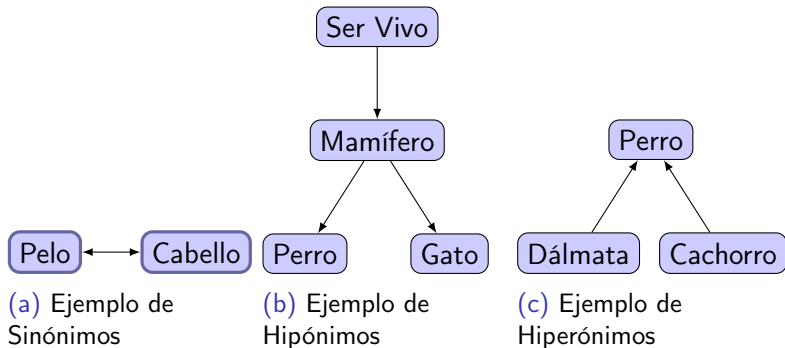 Ser Vivo
Mamífero
Perro
Pelo
Cabello
Perro
Gato
Dálmata
Cachorro
(a) Ejemplo de
Sinónimos
(b) Ejemplo de
Hipónimos
(c) Ejemplo de
Hiperónimos